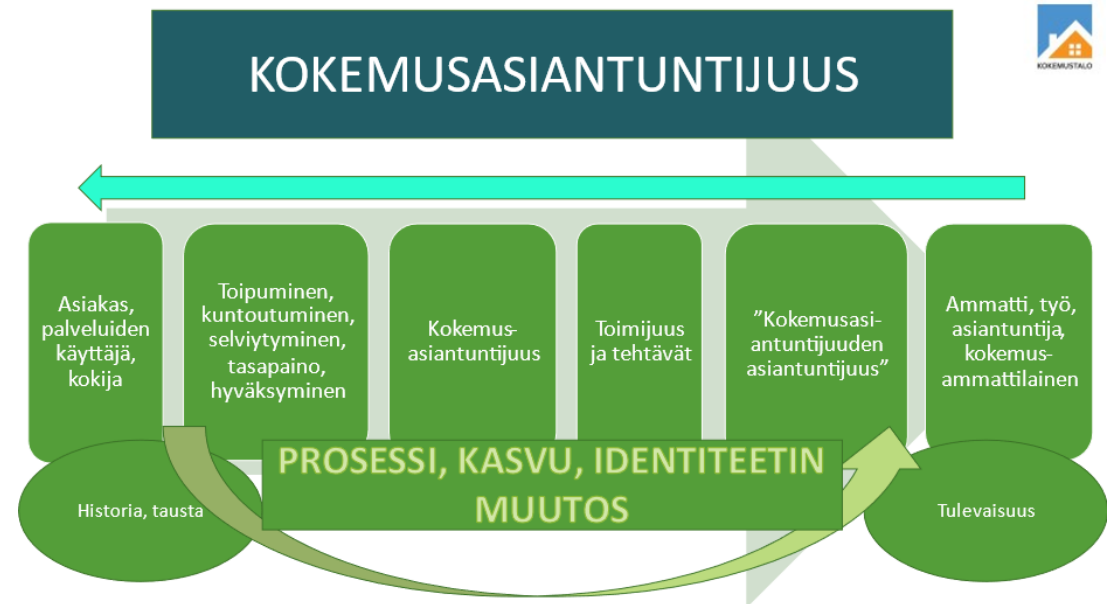 KOKEMUSASIANTUNTIJUUS
KOKEMUSTALO
Asiakas,
palveluiden
käyttäjä,
kokija
Toipuminen,
kuntoutuminen,
selviytyminen,
tasapaino,
hyväksyminen
Kokemus-
asiantuntijuus
Toimijuus
ja tehtävät
”Kokemusasi-
antuntijuuden
asiantuntijuus”
Ammatti, työ,
asiantuntija,
kokemus-
ammattilainen
PROSESSI, KASVU, IDENTITEETIN
MUUTOS
Historia, tausta
Tulevaisuus